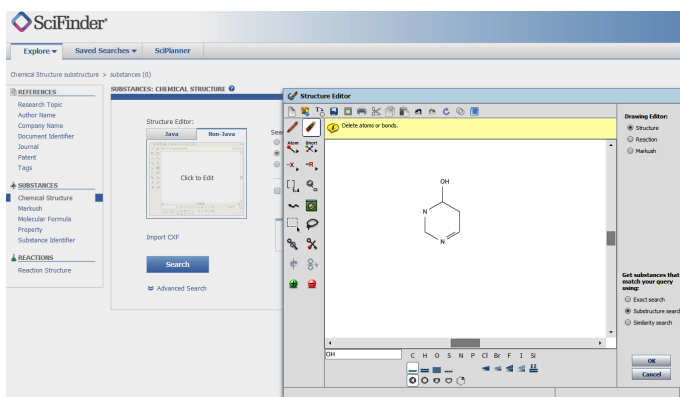 SciFinder®
Explore
Saved Searches
SciPlanner
Chemical Structure substructure > substances (0)
REFERENCES
Research Topic
Author Name
Company Name
Document Identifier
Journal
Patent
Tags
SUBSTANCES
Chemical Structure
Markush
Molecular Formula
Property
Substance Identifier
REACTIONS
Reaction Structure
SUBSTANCES: CHEMICAL STRUCTURE
Structure Editor:
Java
Non-Java
Click to Edit
Import CXF
Search
Advanced Search
Sea
Structure Editor
Delete atoms or bonds.
Atom
Short
-X
-R
OH
N
N
OH
C H O S N P Cl Br F I Si
Drawing Editor:
Structure
Reaction
Markush
Get substances that
match your query
using:
Exact search
Substructure search
Similarity search
OK
Cancel